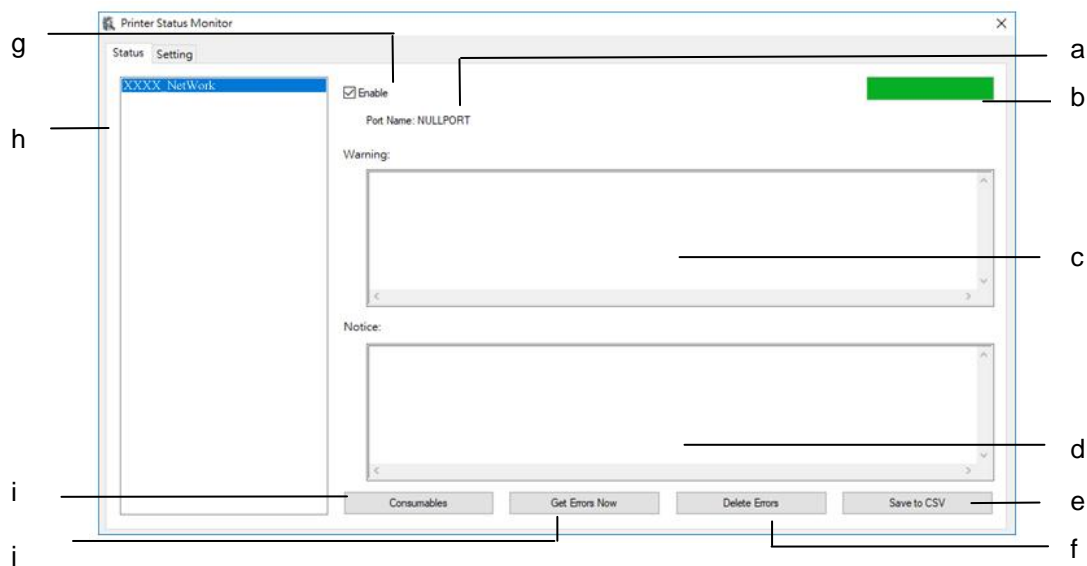 Printer Status Monitor
g
Status Setting
a
XXXX_NetWork
Enable
b
Port Name: NULLPORT
h
Warning:
c
Notice:
d
i
Consumables Get Errors Now Delete Errors Save to CSV
e
j
f